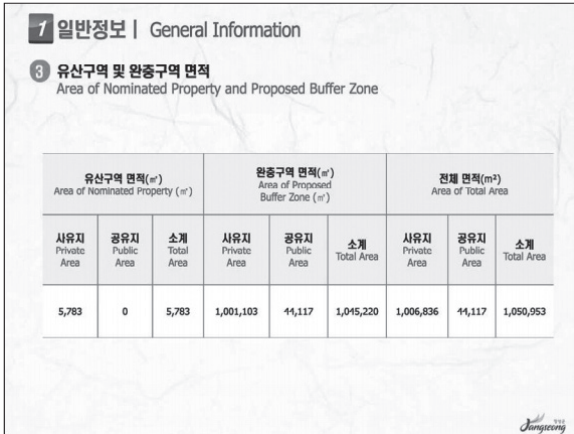 1 일반정보 | General Information
3 유산구역 및 완충구역 면적
Area of Nominated Property and Proposed Buffer Zone
유산구역 면적(㎡)
Area of Nominated Property (㎡)
완충구역 면적(㎡)
Area of Proposed
Buffer Zone (㎡)
전체 면적(m²)
Area of Total Area
사유지
Private
Area
공유지
Public
Area
소계
Total
Area
사유지
Private
Area
공유지
Public
Area
소계
Total Area
사유지
Private
Area
공유지
Public
Area
소계
Total Area
5,783
0
5,783
1,001,103
44,117
1,045,220
1,006,836
44,117
1,050,953
Jangseong